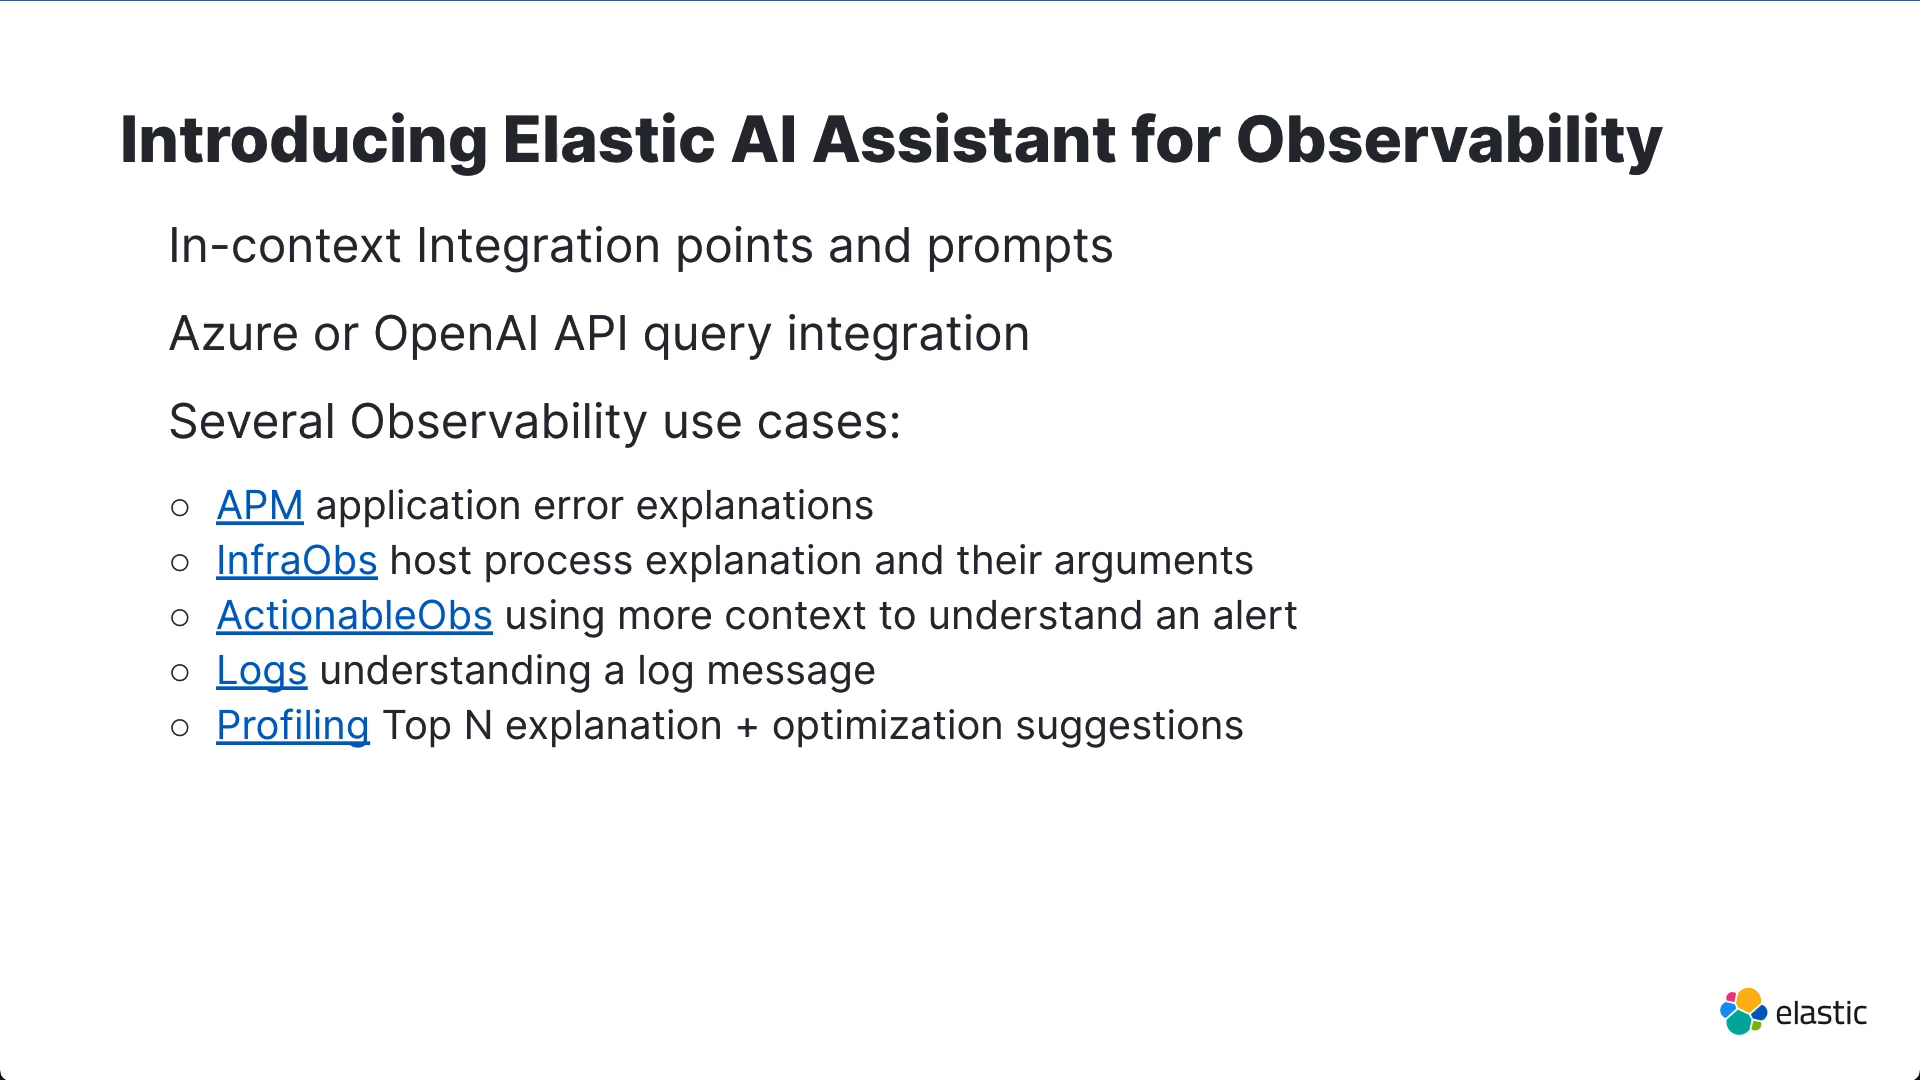 Introducing Elastic AI Assistant for Observability
In-context Integration points and prompts
Azure or OpenAI API query integration
Several Observability use cases:
○ APM application error explanations
○ InfraObs host process explanation and their arguments
○ ActionableObs using more context to understand an alert
○ Logs understanding a log message
○ Profiling Top N explanation + optimization suggestions
elastic